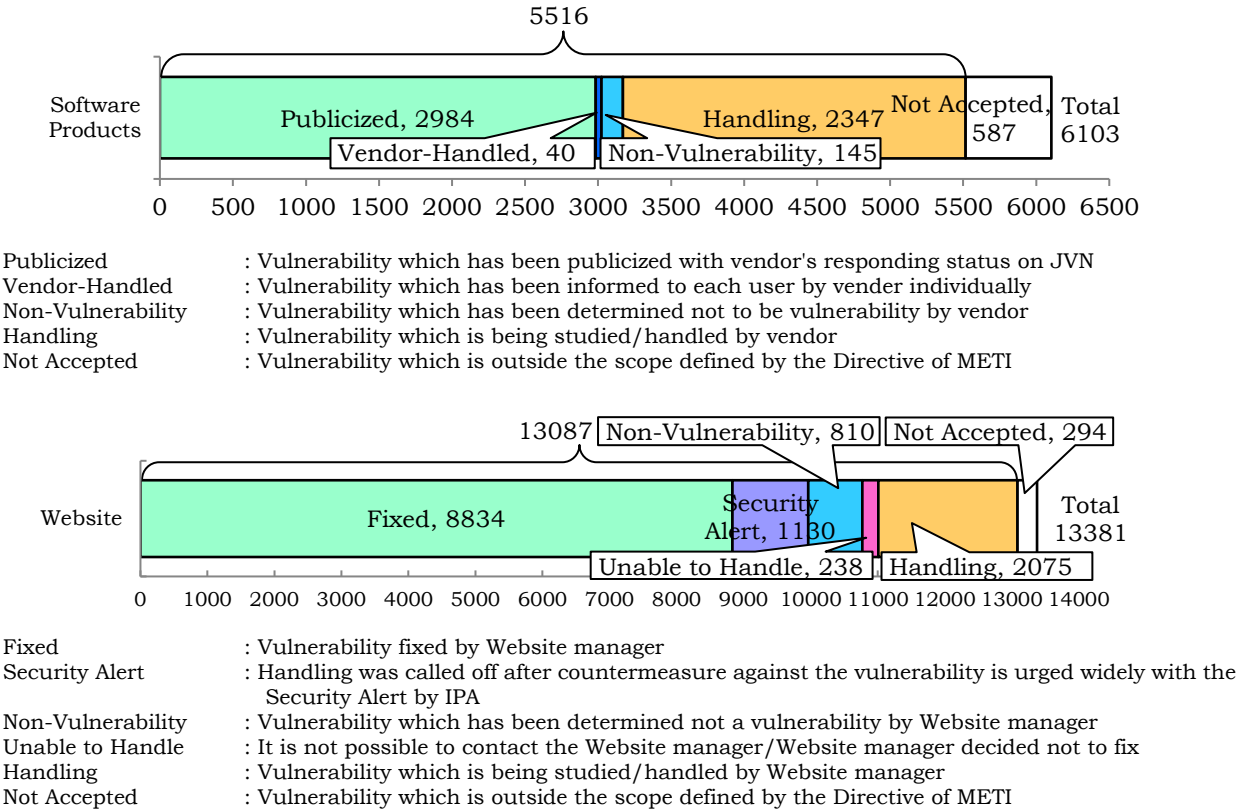 5516
Software
Products
Publicized, 2984
Handling, 2347
Not Accepted,
587
Total
6103
Vendor-Handled, 40
Non-Vulnerability, 145
0 500 1000 1500 2000 2500 3000 3500 4000 4500 5000 5500 6000 6500
Publicized : Vulnerability which has been publicized with vendor's responding status on JVN
Vendor-Handled : Vulnerability which has been informed to each user by vender individually
Non-Vulnerability : Vulnerability which has been determined not to be vulnerability by vendor
Handling : Vulnerability which is being studied/handled by vendor
Not Accepted : Vulnerability which is outside the scope defined by the Directive of METI
13087
Non-Vulnerability, 810
Not Accepted, 294
Website
Fixed, 8834
Security
Alert, 1130
Total
13381
Unable to Handle, 238
Handling, 2075
0 1000 2000 3000 4000 5000 6000 7000 8000 9000 10000 11000 12000 13000 14000
Fixed : Vulnerability fixed by Website manager
Security Alert : Handling was called off after countermeasure against the vulnerability is urged widely with the
Security Alert by IPA
Non-Vulnerability : Vulnerability which has been determined not a vulnerability by Website manager
Unable to Handle : It is not possible to contact the Website manager/Website manager decided not to fix
Handling : Vulnerability which is being studied/handled by Website manager
Not Accepted : Vulnerability which is outside the scope defined by the Directive of METI